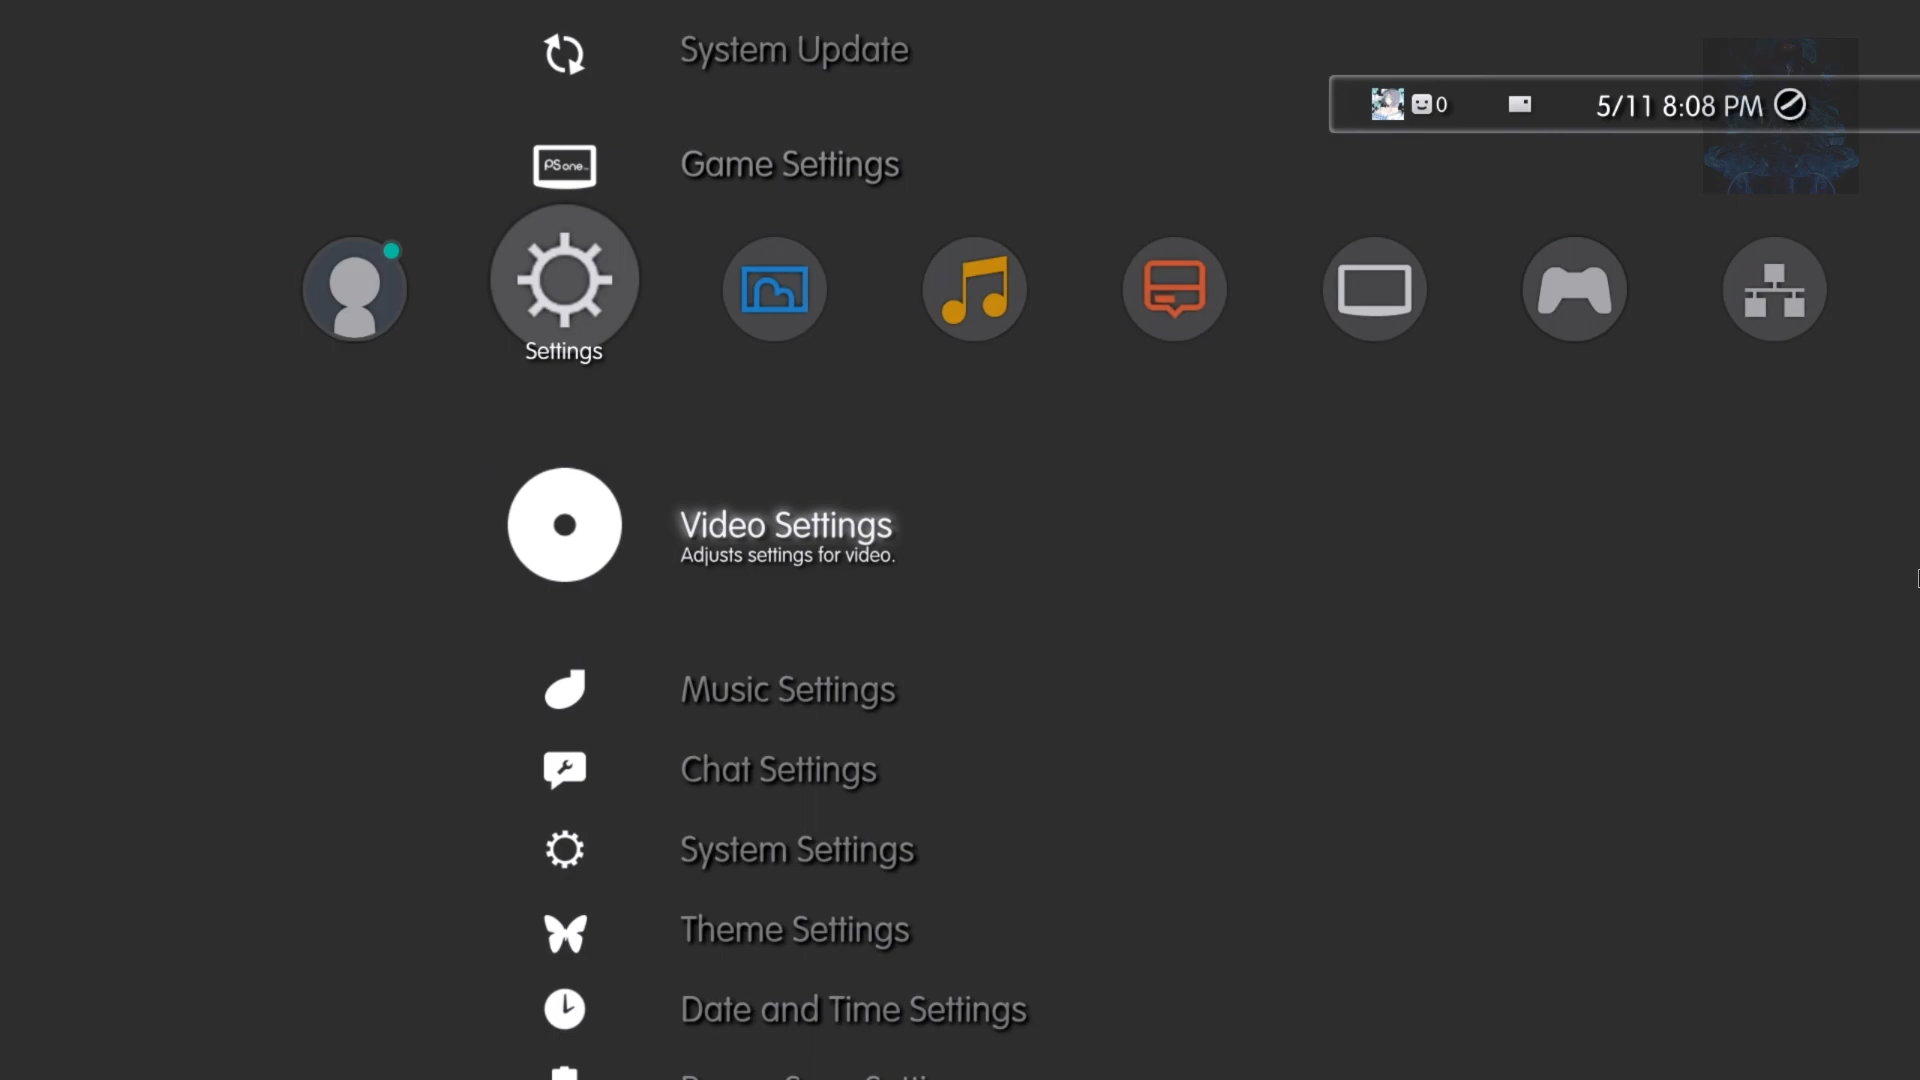 System Update
0
5/11 8:08 PM
PSone
Game Settings
Settings
Video Settings
Adjusts settings for video.
Music Settings
Chat Settings
System Settings
Theme Settings
Date and Time Settings